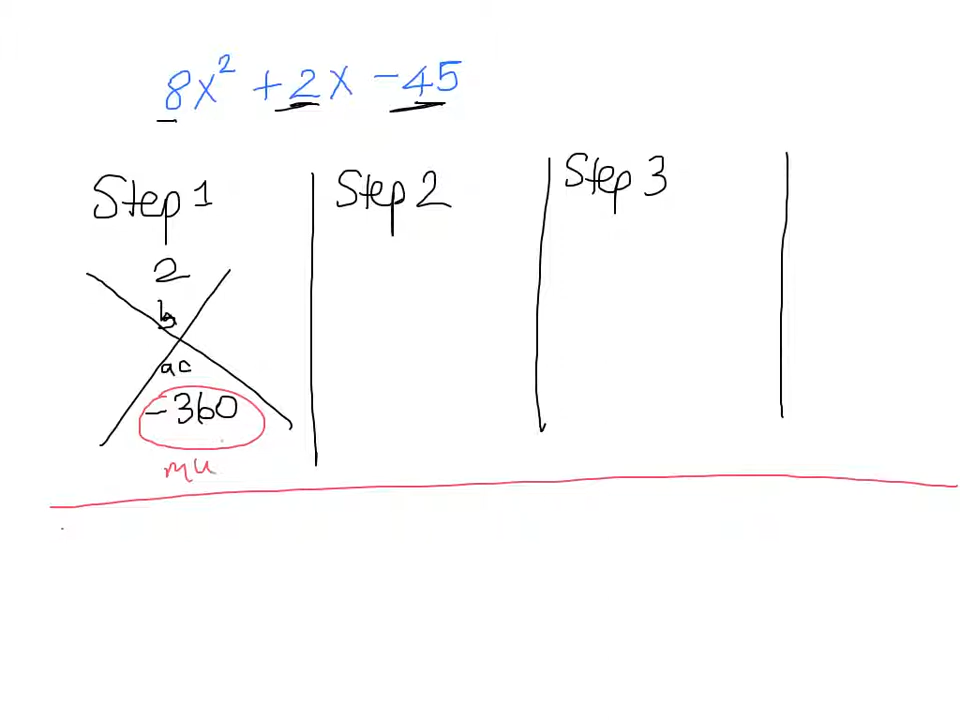 8x² + 2x - 45
Step 1
Step 2
Step 3
2
b
ac
-360
mu